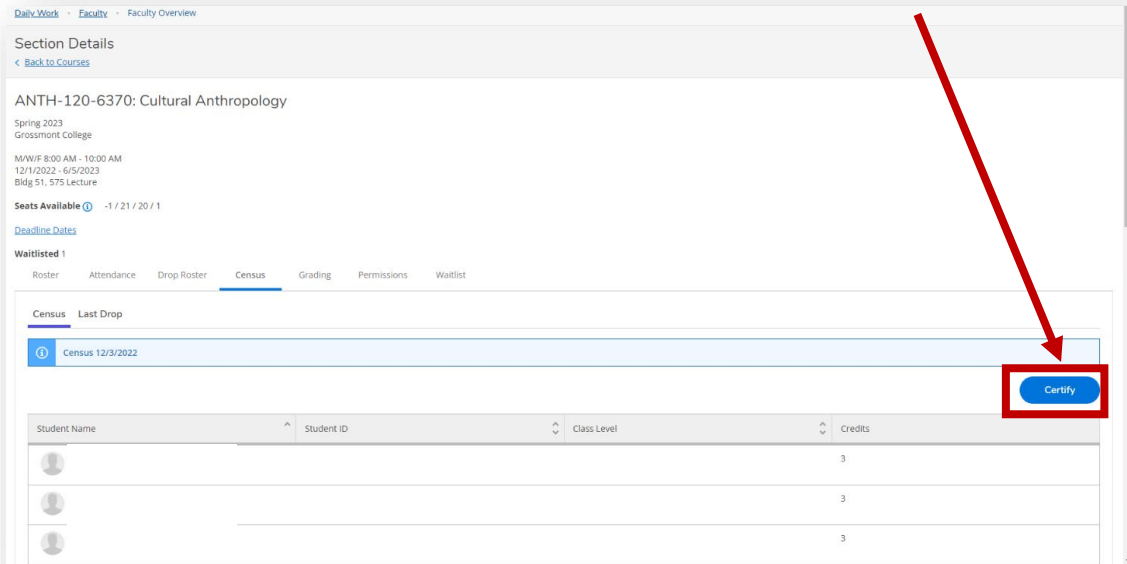 Daily Work · Faculty · Faculty Overview
Section Details
< Back to Courses
ANTH-120-6370: Cultural Anthropology
Spring 2023
Grossmont College
M/W/F 8:00 AM - 10:00 AM
12/1/2022 - 6/5/2023
Bldg 51, 575 Lecture
Seats Available -1 / 21 / 20 / 1
Deadline Dates
Waitlisted 1
Roster Attendance Drop Roster Census Grading Permissions Waitlist
Census Last Drop
Census 12/3/2022
Certify
Student Name Student ID Class Level Credits
3
3
3